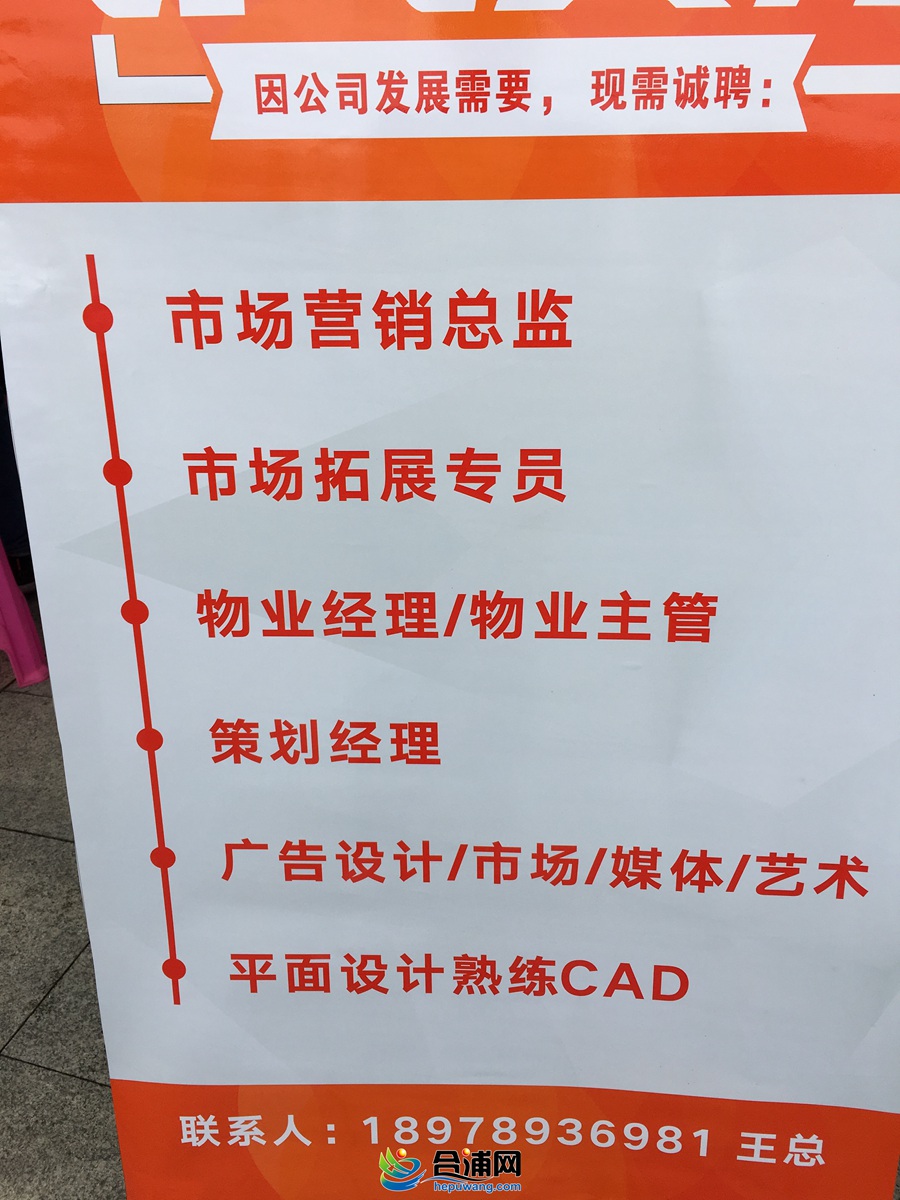 因公司发展需要，现需诚聘：
市场营销总监
市场拓展专员
物业经理/物业主管
策划经理
广告设计/市场/媒体/艺术
平面设计熟练CAD
联系人：18978936981 王总
合浦网
hepuwang.com